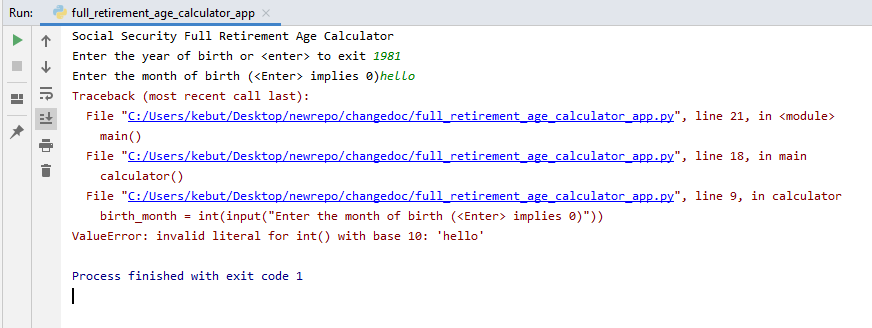 Run: full_retirement_age_calculator_app ×
Social Security Full Retirement Age Calculator
Enter the year of birth or <enter> to exit 1981
Enter the month of birth (<Enter> implies 0)hello
Traceback (most recent call last):
  File "C:/Users/kebut/Desktop/newrepo/changedoc/full_retirement_age_calculator_app.py", line 21, in <module>
    main()
  File "C:/Users/kebut/Desktop/newrepo/changedoc/full_retirement_age_calculator_app.py", line 18, in main
    calculator()
  File "C:/Users/kebut/Desktop/newrepo/changedoc/full_retirement_age_calculator_app.py", line 9, in calculator
    birth_month = int(input("Enter the month of birth (<Enter> implies 0)"))
ValueError: invalid literal for int() with base 10: 'hello'
Process finished with exit code 1